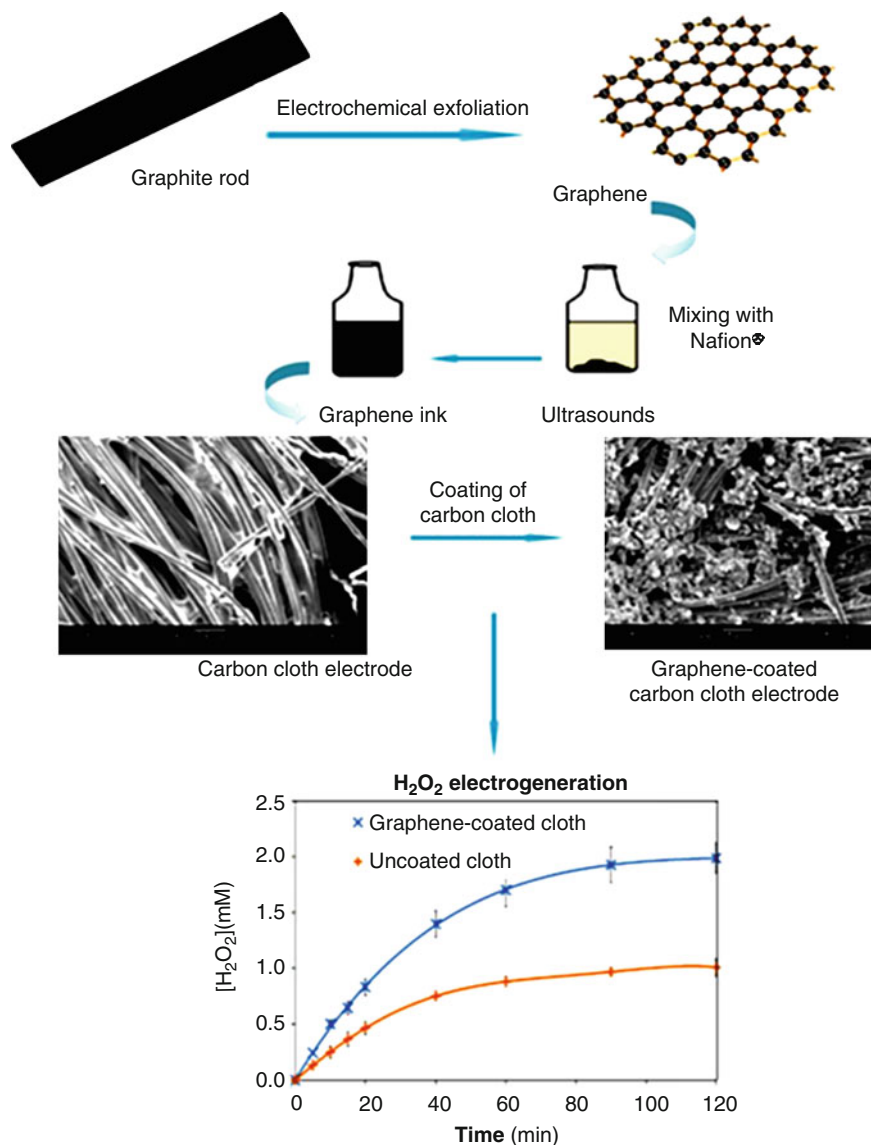 Electrochemical exfoliation
Graphite rod
Graphene
Mixing with
Nafion®
Graphene ink
Ultrasounds
Coating of
carbon cloth
Carbon cloth electrode
Graphene-coated
carbon cloth electrode
H₂O₂ electrogeneration
Graphene-coated cloth
Uncoated cloth
[H₂O₂](mM)
2.5
2.0
1.5
1.0
0.5
0.0
0 20 40 60 80 100 120
Time (min)